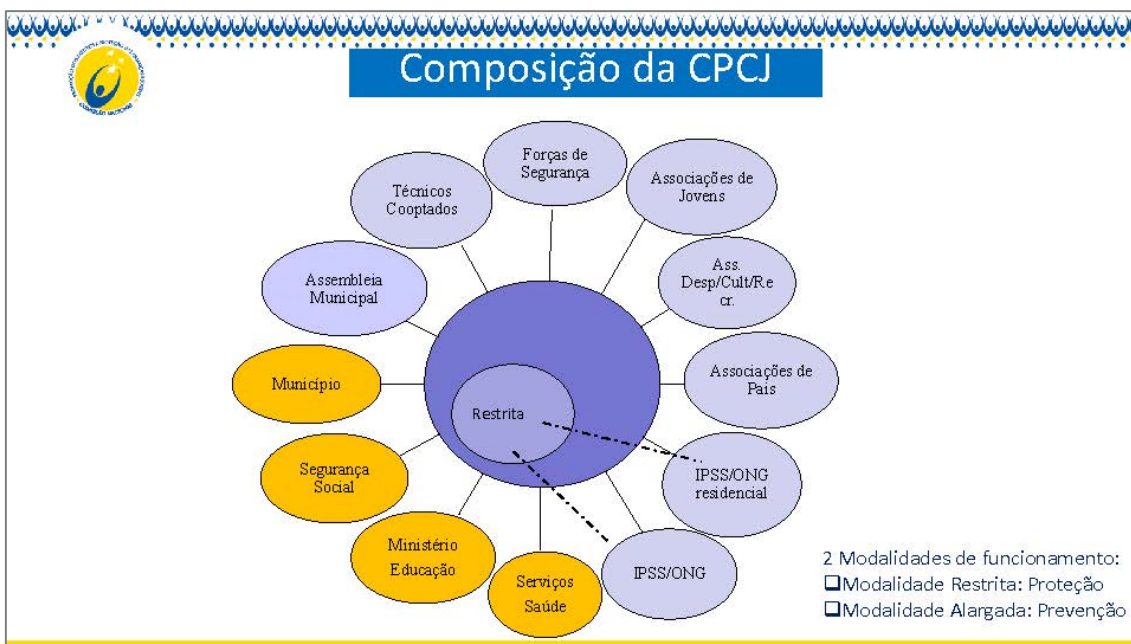 Composição da CPCJ
Forças de
Segurança
Associações de
Jovens
Técnicos
Cooptados
Ass.
Desp/Cult/Re
cr.
Assembleia
Municipal
Associações de
Pais
Município
Restrita
Segurança
Social
IPSS/ONG
residencial
Ministério
Educação
Serviços
Saúde
IPSS/ONG
2 Modalidades de funcionamento:
❑Modalidade Restrita: Proteção
❑Modalidade Alargada: Prevenção